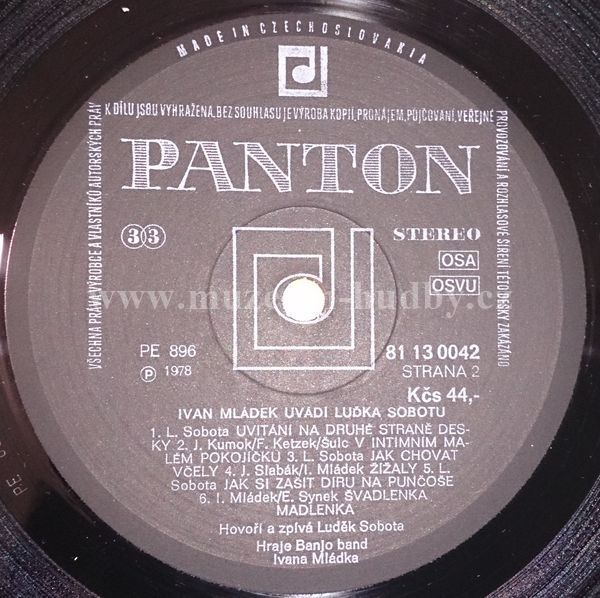 MADE IN CZECHOSLOVAKIA
VŠECHNA PRÁVA VÝROBCE A VLASTNÍKŮ AUTORSKÝCH PRÁV K DÍLU JSOU VYHRAŽENA. BEZ SOUHLASU JE VÝROBA KOPIÍ, PRONÁJEM, PŮJČOVÁNÍ, VEŘEJNÉ PROVOZOVÁNÍ A ROZHLASOVÉ ŠÍŘENÍ TÉTO DESKY ZAKÁZÁNO
PANTON
33
STEREO
OSA
OSVU
PE 896
℗ 1978
81 13 0042
STRANA 2
Kčs 44,-
IVAN MLÁDEK UVÁDÍ LUĎKA SOBOTU
1. L. Sobota UVÍTÁNÍ NA DRUHÉ STRANĚ DES-
KY 2. J. Kumok/F. Ketzek/Šulc V INTIMNÍM MA-
LÉM POKOJÍČKU 3. L. Sobota JAK CHOVAT
VČELY 4. J. Slabák/I. Mládek ŽÍŽALY 5. L.
Sobota JAK SI ZAŠÍT DÍRU NA PUNČOŠE
6. I. Mládek/E. Synek ŠVADLENKA
MADLENKA
Hovoří a zpívá Luděk Sobota
Hraje Banjo band
Ivana Mládka